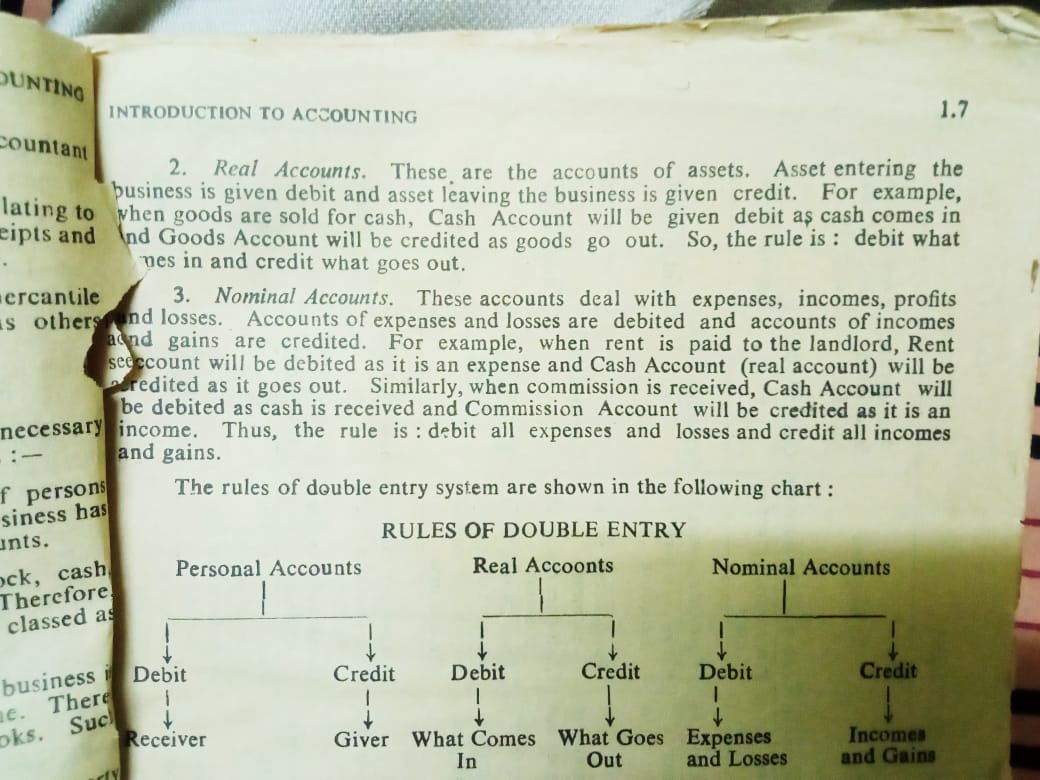 OUNTING
countant
lating to
eipts and
ercantile
as others
necessary
:—
f persons
siness has
unts.
ock, cash
Therefore
classed as
business i
There
oks. Suc
INTRODUCTION TO ACCOUNTING 1.7
2. Real Accounts. These are the accounts of assets. Asset entering the
business is given debit and asset leaving the business is given credit. For example,
when goods are sold for cash, Cash Account will be given debit as cash comes in
nd Goods Account will be credited as goods go out. So, the rule is : debit what
mes in and credit what goes out.
3. Nominal Accounts. These accounts deal with expenses, incomes, profits
and losses. Accounts of expenses and losses are debited and accounts of incomes
and gains are credited. For example, when rent is paid to the landlord, Rent
ccount will be debited as it is an expense and Cash Account (real account) will be
credited as it goes out. Similarly, when commission is received, Cash Account will
be debited as cash is received and Commission Account will be credited as it is an
income. Thus, the rule is : debit all expenses and losses and credit all incomes
and gains.
The rules of double entry system are shown in the following chart :
RULES OF DOUBLE ENTRY
Personal Accounts Real Accoonts Nominal Accounts
Debit Credit Debit Credit Debit Credit
Receiver Giver What Comes What Goes Expenses Incomes
In Out and Losses and Gains